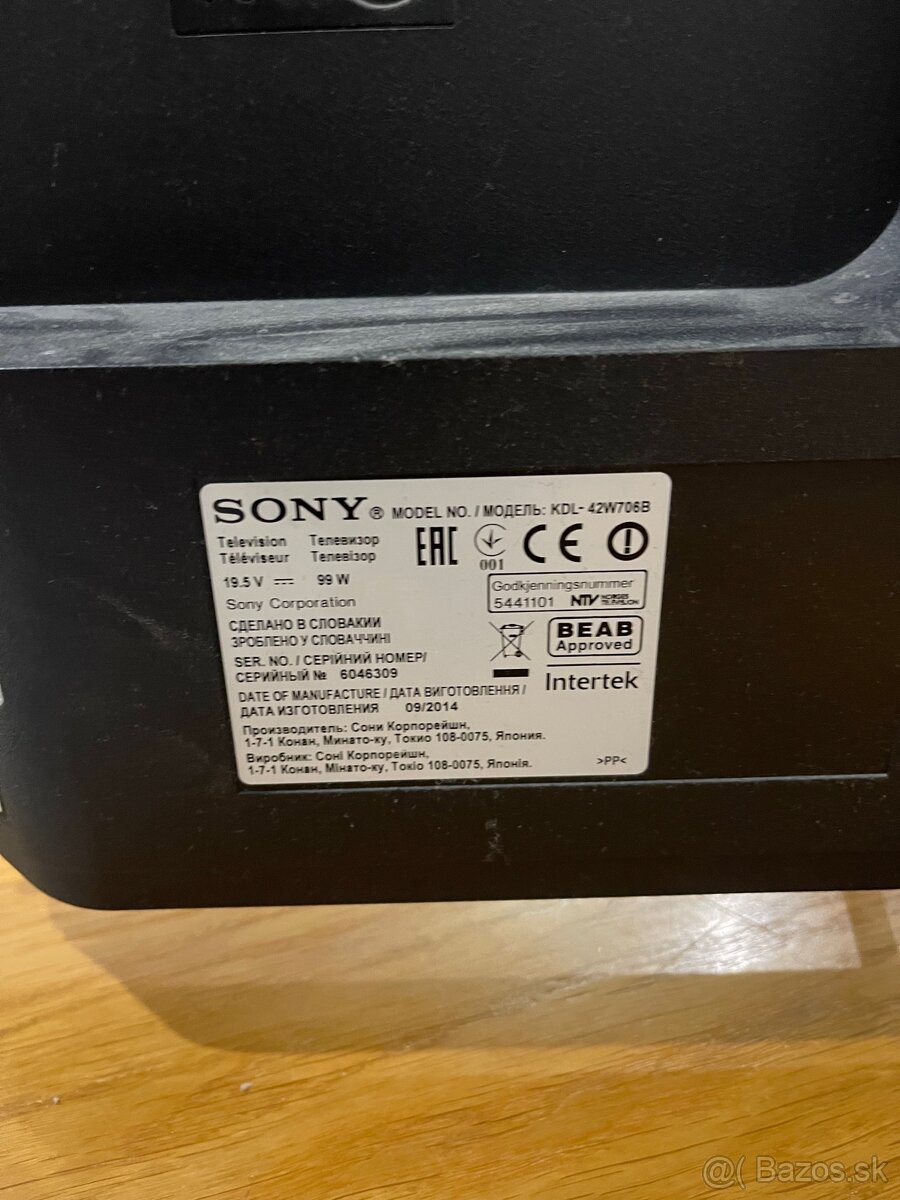 SONY® MODEL NO. / МОДЕЛЬ: KDL- 42W706B
Television Телевизор
Téléviseur Телевізор
19.5 V 99 W
Sony Corporation
EAC
001
CE
Godkjenningsnummer
5441101 NTV NORGES TELEVISJON
СДЕЛАНО В СЛОВАКИИ
ЗРОБЛЕНО У СЛОВАЧЧИНІ
BEAB
Approved
Intertek
SER. NO. / СЕРІЙНИЙ НОМЕР/
СЕРИЙНЫЙ № 6046309
DATE OF MANUFACTURE / ДАТА ВИГОТОВЛЕННЯ /
ДАТА ИЗГОТОВЛЕНИЯ 09/2014
Производитель: Сони Корпорейшн,
1-7-1 Конан, Минато-ку, Токио 108-0075, Япония.
Виробник: Соні Корпорейшн,
1-7-1 Конан, Мінато-ку, Токіо 108-0075, Японія.
>PP<
@( Bazos.sk